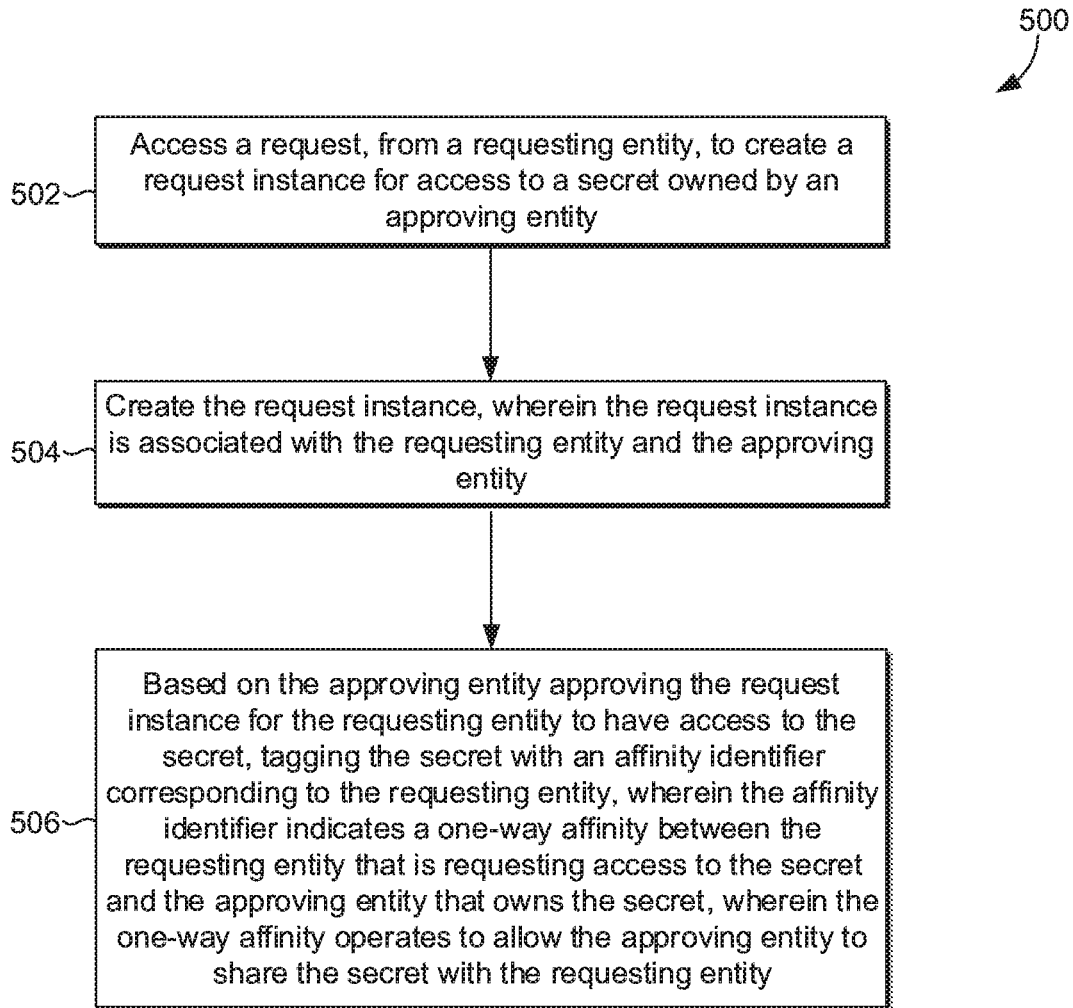 500
Access a request, from a requesting entity, to create a
request instance for access to a secret owned by an
approving entity
502
Create the request instance, wherein the request instance
is associated with the requesting entity and the approving
entity
504
Based on the approving entity approving the request
instance for the requesting entity to have access to the
secret, tagging the secret with an affinity identifier
corresponding to the requesting entity, wherein the affinity
identifier indicates a one-way affinity between the
requesting entity that is requesting access to the secret
and the approving entity that owns the secret, wherein the
one-way affinity operates to allow the approving entity to
share the secret with the requesting entity
506